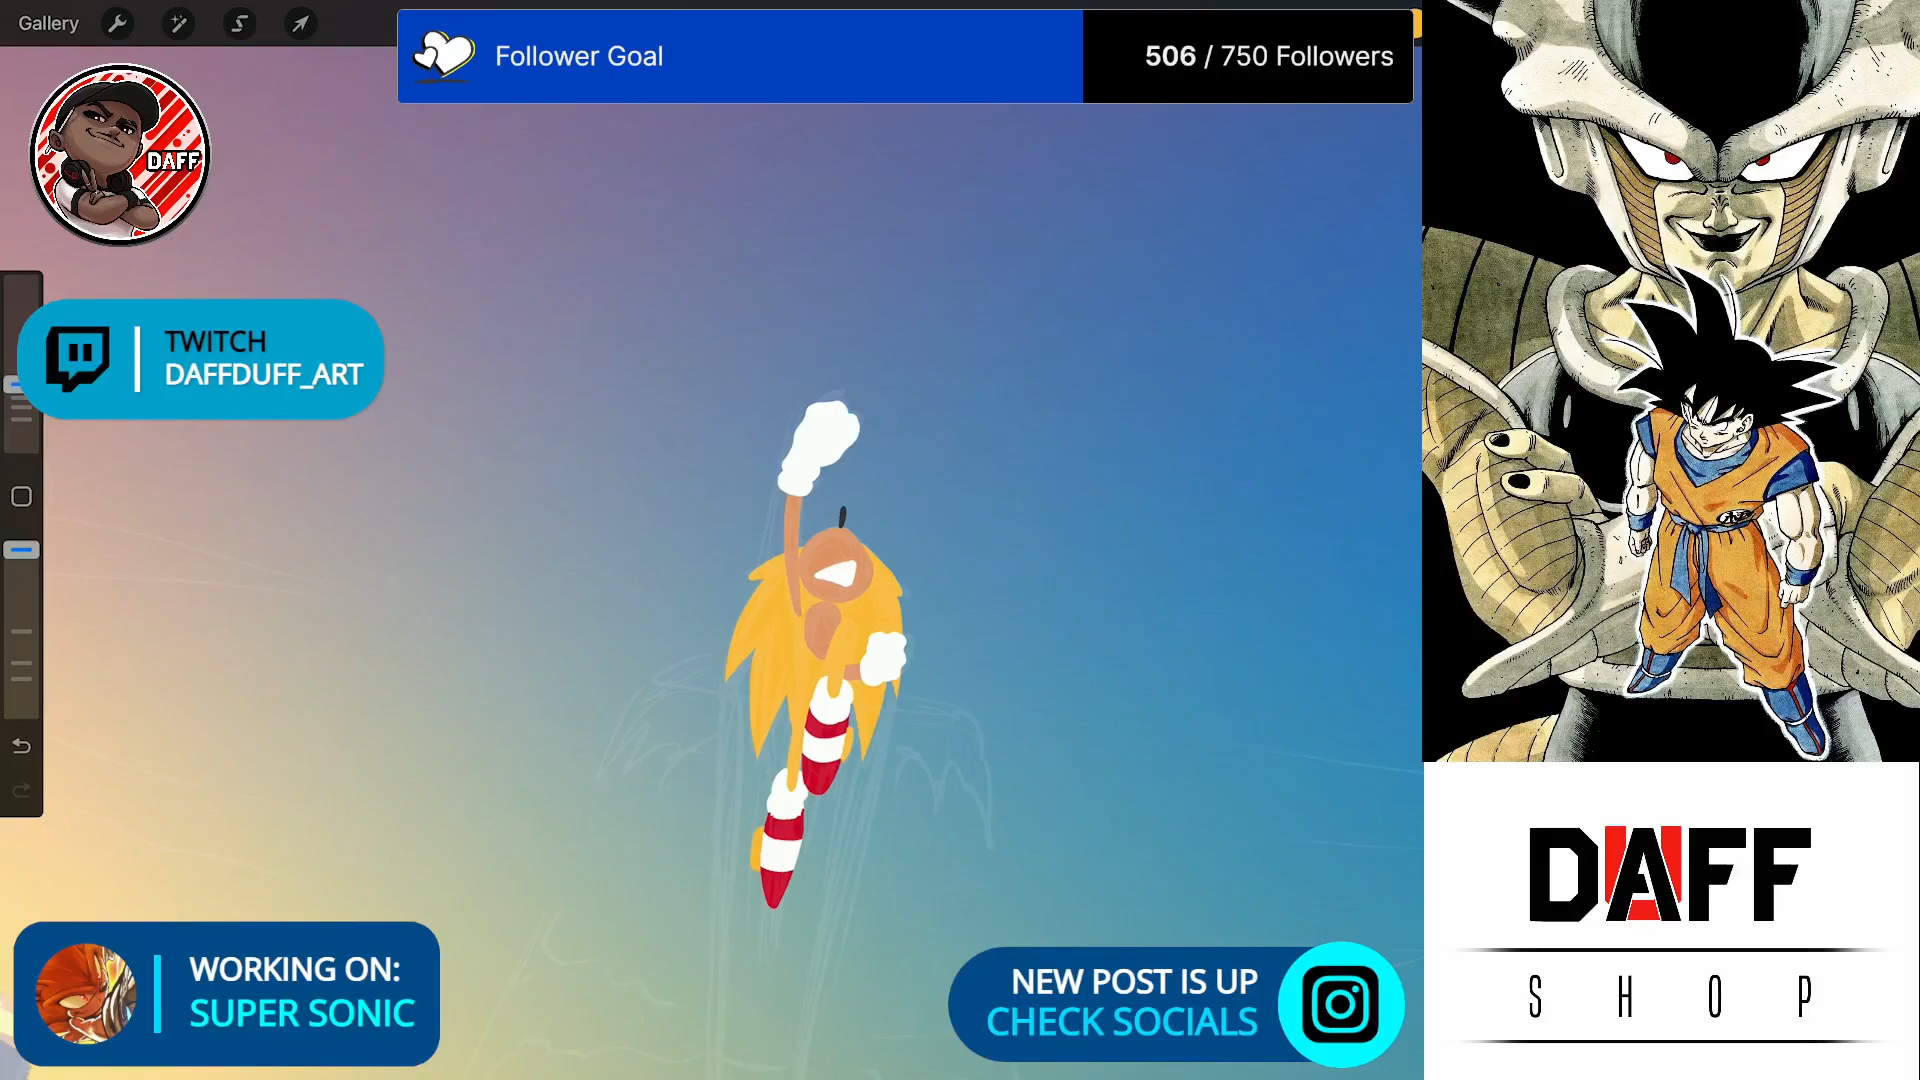 Gallery
Follower Goal
506 / 750 Followers
DAFF
TWITCH
DAFFDUFF_ART
WORKING ON:
SUPER SONIC
NEW POST IS UP
CHECK SOCIALS
DAFF
SHOP